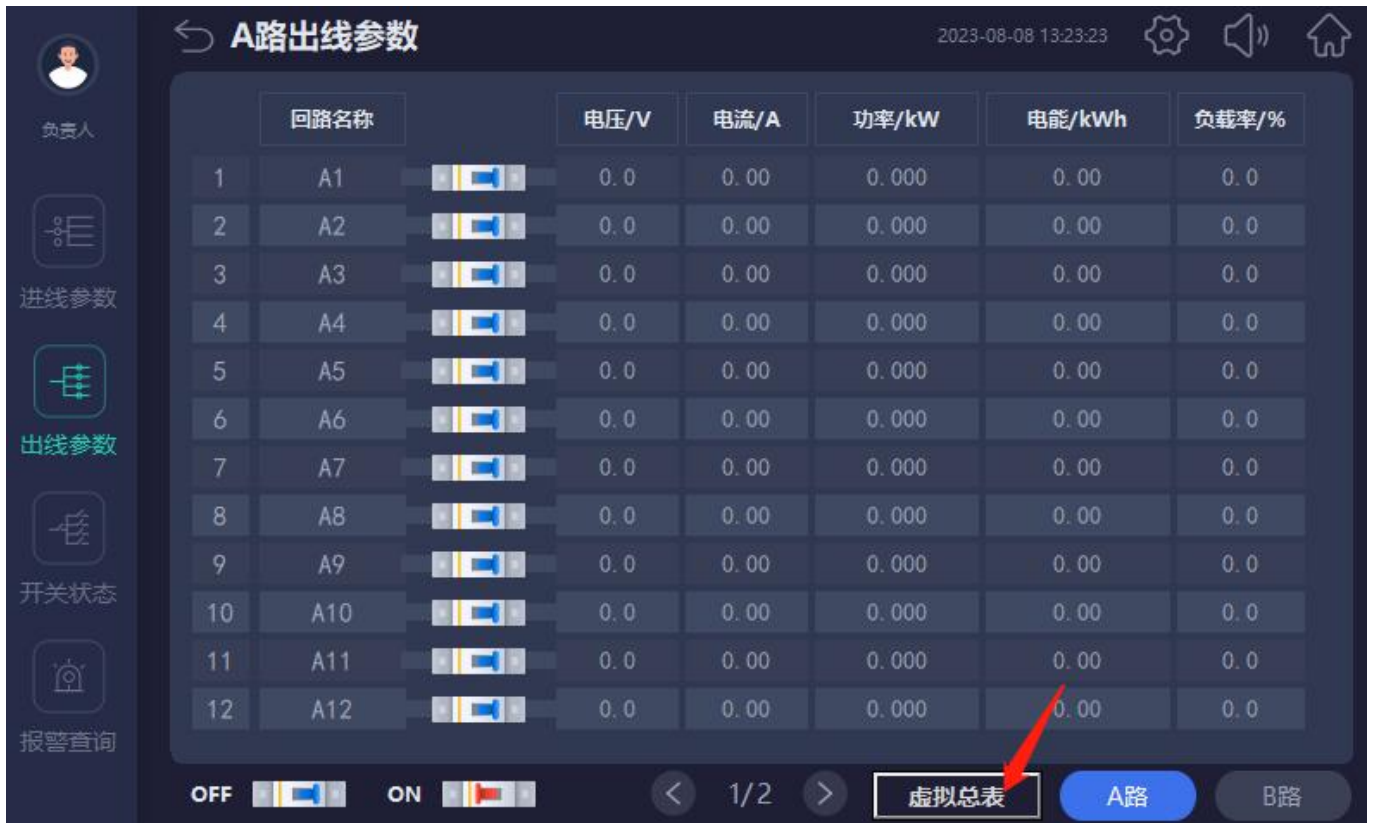 A路出线参数
2023-08-08 13:23:23
负责人
进线参数
出线参数
开关状态
报警查询
回路名称 电压/V 电流/A 功率/kW 电能/kWh 负载率/%
1 A1 0.0 0.00 0.000 0.00 0.0
2 A2 0.0 0.00 0.000 0.00 0.0
3 A3 0.0 0.00 0.000 0.00 0.0
4 A4 0.0 0.00 0.000 0.00 0.0
5 A5 0.0 0.00 0.000 0.00 0.0
6 A6 0.0 0.00 0.000 0.00 0.0
7 A7 0.0 0.00 0.000 0.00 0.0
8 A8 0.0 0.00 0.000 0.00 0.0
9 A9 0.0 0.00 0.000 0.00 0.0
10 A10 0.0 0.00 0.000 0.00 0.0
11 A11 0.0 0.00 0.000 0.00 0.0
12 A12 0.0 0.00 0.000 0.00 0.0
OFF ON 1/2 虚拟总表 A路 B路